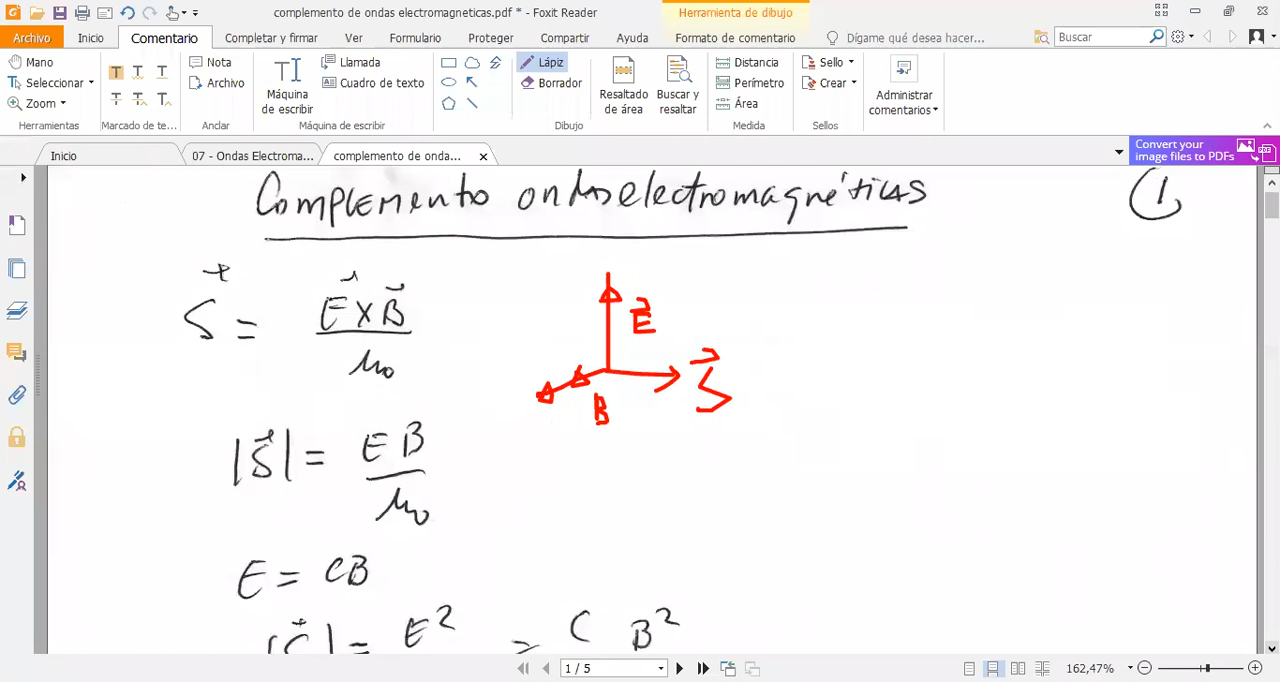 complemento de ondas electromagneticas.pdf * - Foxit Reader
Herramienta de dibujo
Archivo Inicio Comentario Completar y firmar Ver Formulario Proteger Compartir Ayuda Formato de comentario Dígame qué desea hacer... Buscar
Mano
Seleccionar
Zoom
Herramientas
T T T
T T T
Marcado de te...
Nota
Archivo
Anclar
Máquina de escribir
Llamada
Cuadro de texto
Máquina de escribir
Lápiz
Borrador
Dibujo
Resaltado de área
Buscar y resaltar
Distancia
Perímetro
Área
Medida
Sello
Crear
Sellos
Administrar comentarios
Comentarios
Inicio 07 - Ondas Electroma... complemento de onda...
Convert your
image files to PDFs
Complemento ondas electromagnéticas 1
S⃗ = E⃗ x B⃗ / μ₀
E⃗
B
S⃗
|S⃗| = E B / μ₀
E = CB
E² = C B²
1 / 5
162,47%